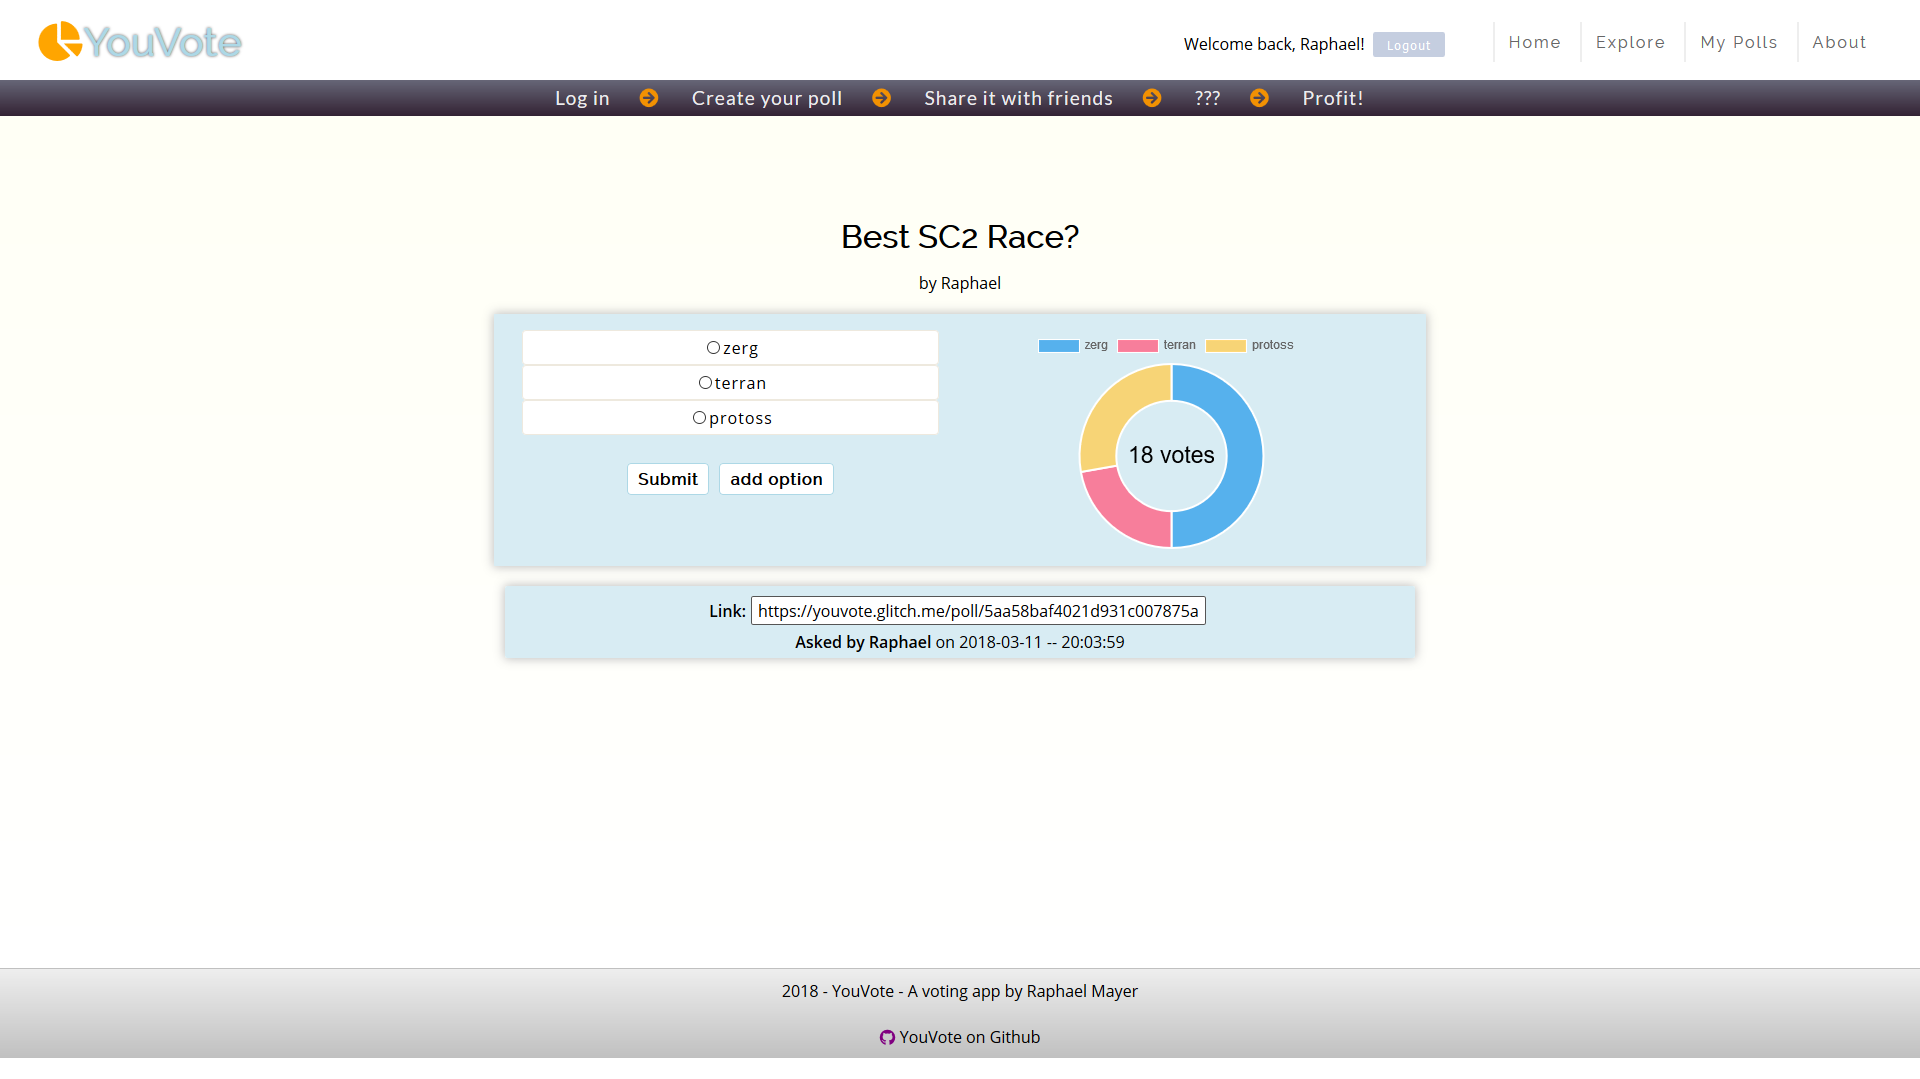 YouVote
Welcome back, Raphael! Logout Home Explore My Polls About
Log in Create your poll Share it with friends ??? Profit!
Best SC2 Race?
by Raphael
zerg
terran
protoss
Submit add option
zerg terran protoss
18 votes
Link: https://youvote.glitch.me/poll/5aa58baf4021d931c007875a
Asked by Raphael on 2018-03-11 -- 20:03:59
2018 - YouVote - A voting app by Raphael Mayer
YouVote on Github